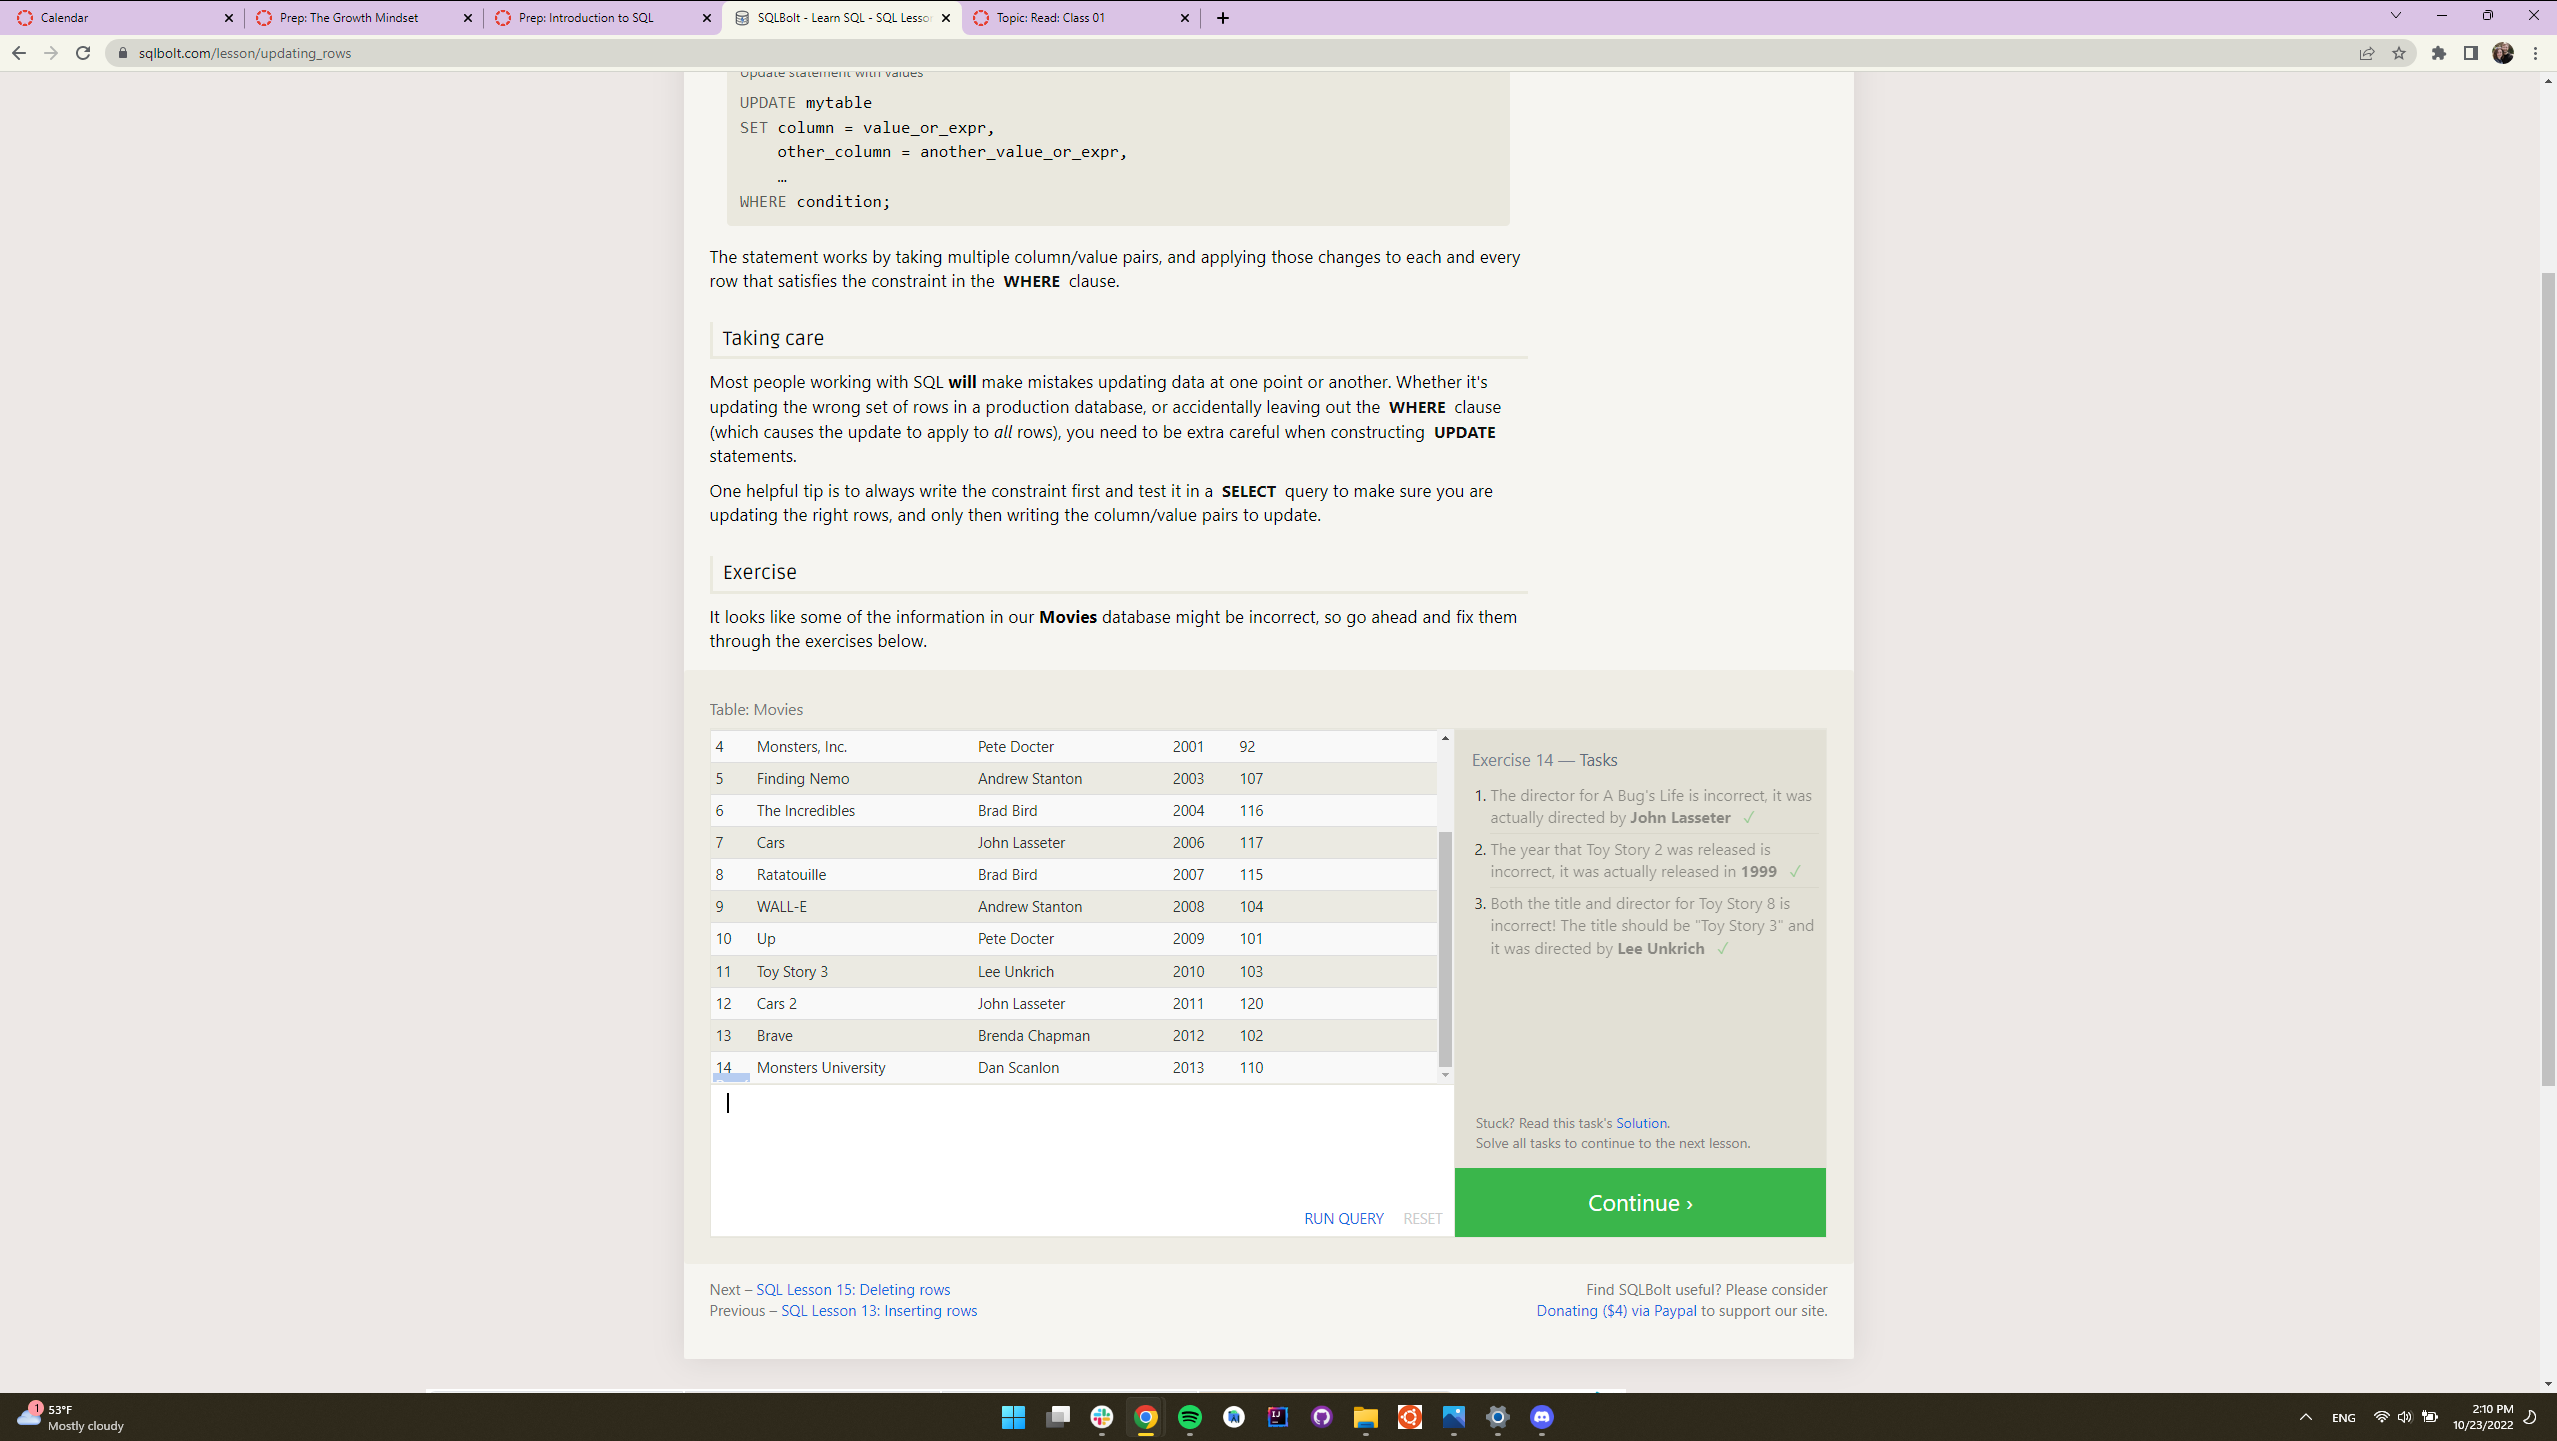 Calendar
Prep: The Growth Mindset
Prep: Introduction to SQL
SQLBolt - Learn SQL - SQL Lesso
Topic: Read: Class 01
sqlbolt.com/lesson/updating_rows
Update statement with values
UPDATE mytable
SET column = value_or_expr,
other_column = another_value_or_expr,
…
WHERE condition;
The statement works by taking multiple column/value pairs, and applying those changes to each and every
row that satisfies the constraint in the WHERE clause.
Taking care
Most people working with SQL will make mistakes updating data at one point or another. Whether it's
updating the wrong set of rows in a production database, or accidentally leaving out the WHERE clause
(which causes the update to apply to all rows), you need to be extra careful when constructing UPDATE
statements.
One helpful tip is to always write the constraint first and test it in a SELECT query to make sure you are
updating the right rows, and only then writing the column/value pairs to update.
Exercise
It looks like some of the information in our Movies database might be incorrect, so go ahead and fix them
through the exercises below.
Table: Movies
4 Monsters, Inc. Pete Docter 2001 92
5 Finding Nemo Andrew Stanton 2003 107
6 The Incredibles Brad Bird 2004 116
7 Cars John Lasseter 2006 117
8 Ratatouille Brad Bird 2007 115
9 WALL-E Andrew Stanton 2008 104
10 Up Pete Docter 2009 101
11 Toy Story 3 Lee Unkrich 2010 103
12 Cars 2 John Lasseter 2011 120
13 Brave Brenda Chapman 2012 102
14 Monsters University Dan Scanlon 2013 110
RUN QUERY RESET
Exercise 14 — Tasks
1. The director for A Bug's Life is incorrect, it was
actually directed by John Lasseter ✓
2. The year that Toy Story 2 was released is
incorrect, it was actually released in 1999 ✓
3. Both the title and director for Toy Story 8 is
incorrect! The title should be "Toy Story 3" and
it was directed by Lee Unkrich ✓
Stuck? Read this task's Solution.
Solve all tasks to continue to the next lesson.
Continue ›
Next – SQL Lesson 15: Deleting rows
Previous – SQL Lesson 13: Inserting rows
Find SQLBolt useful? Please consider
Donating ($4) via Paypal to support our site.
1
53°F
Mostly cloudy
ENG
2:10 PM
10/23/2022